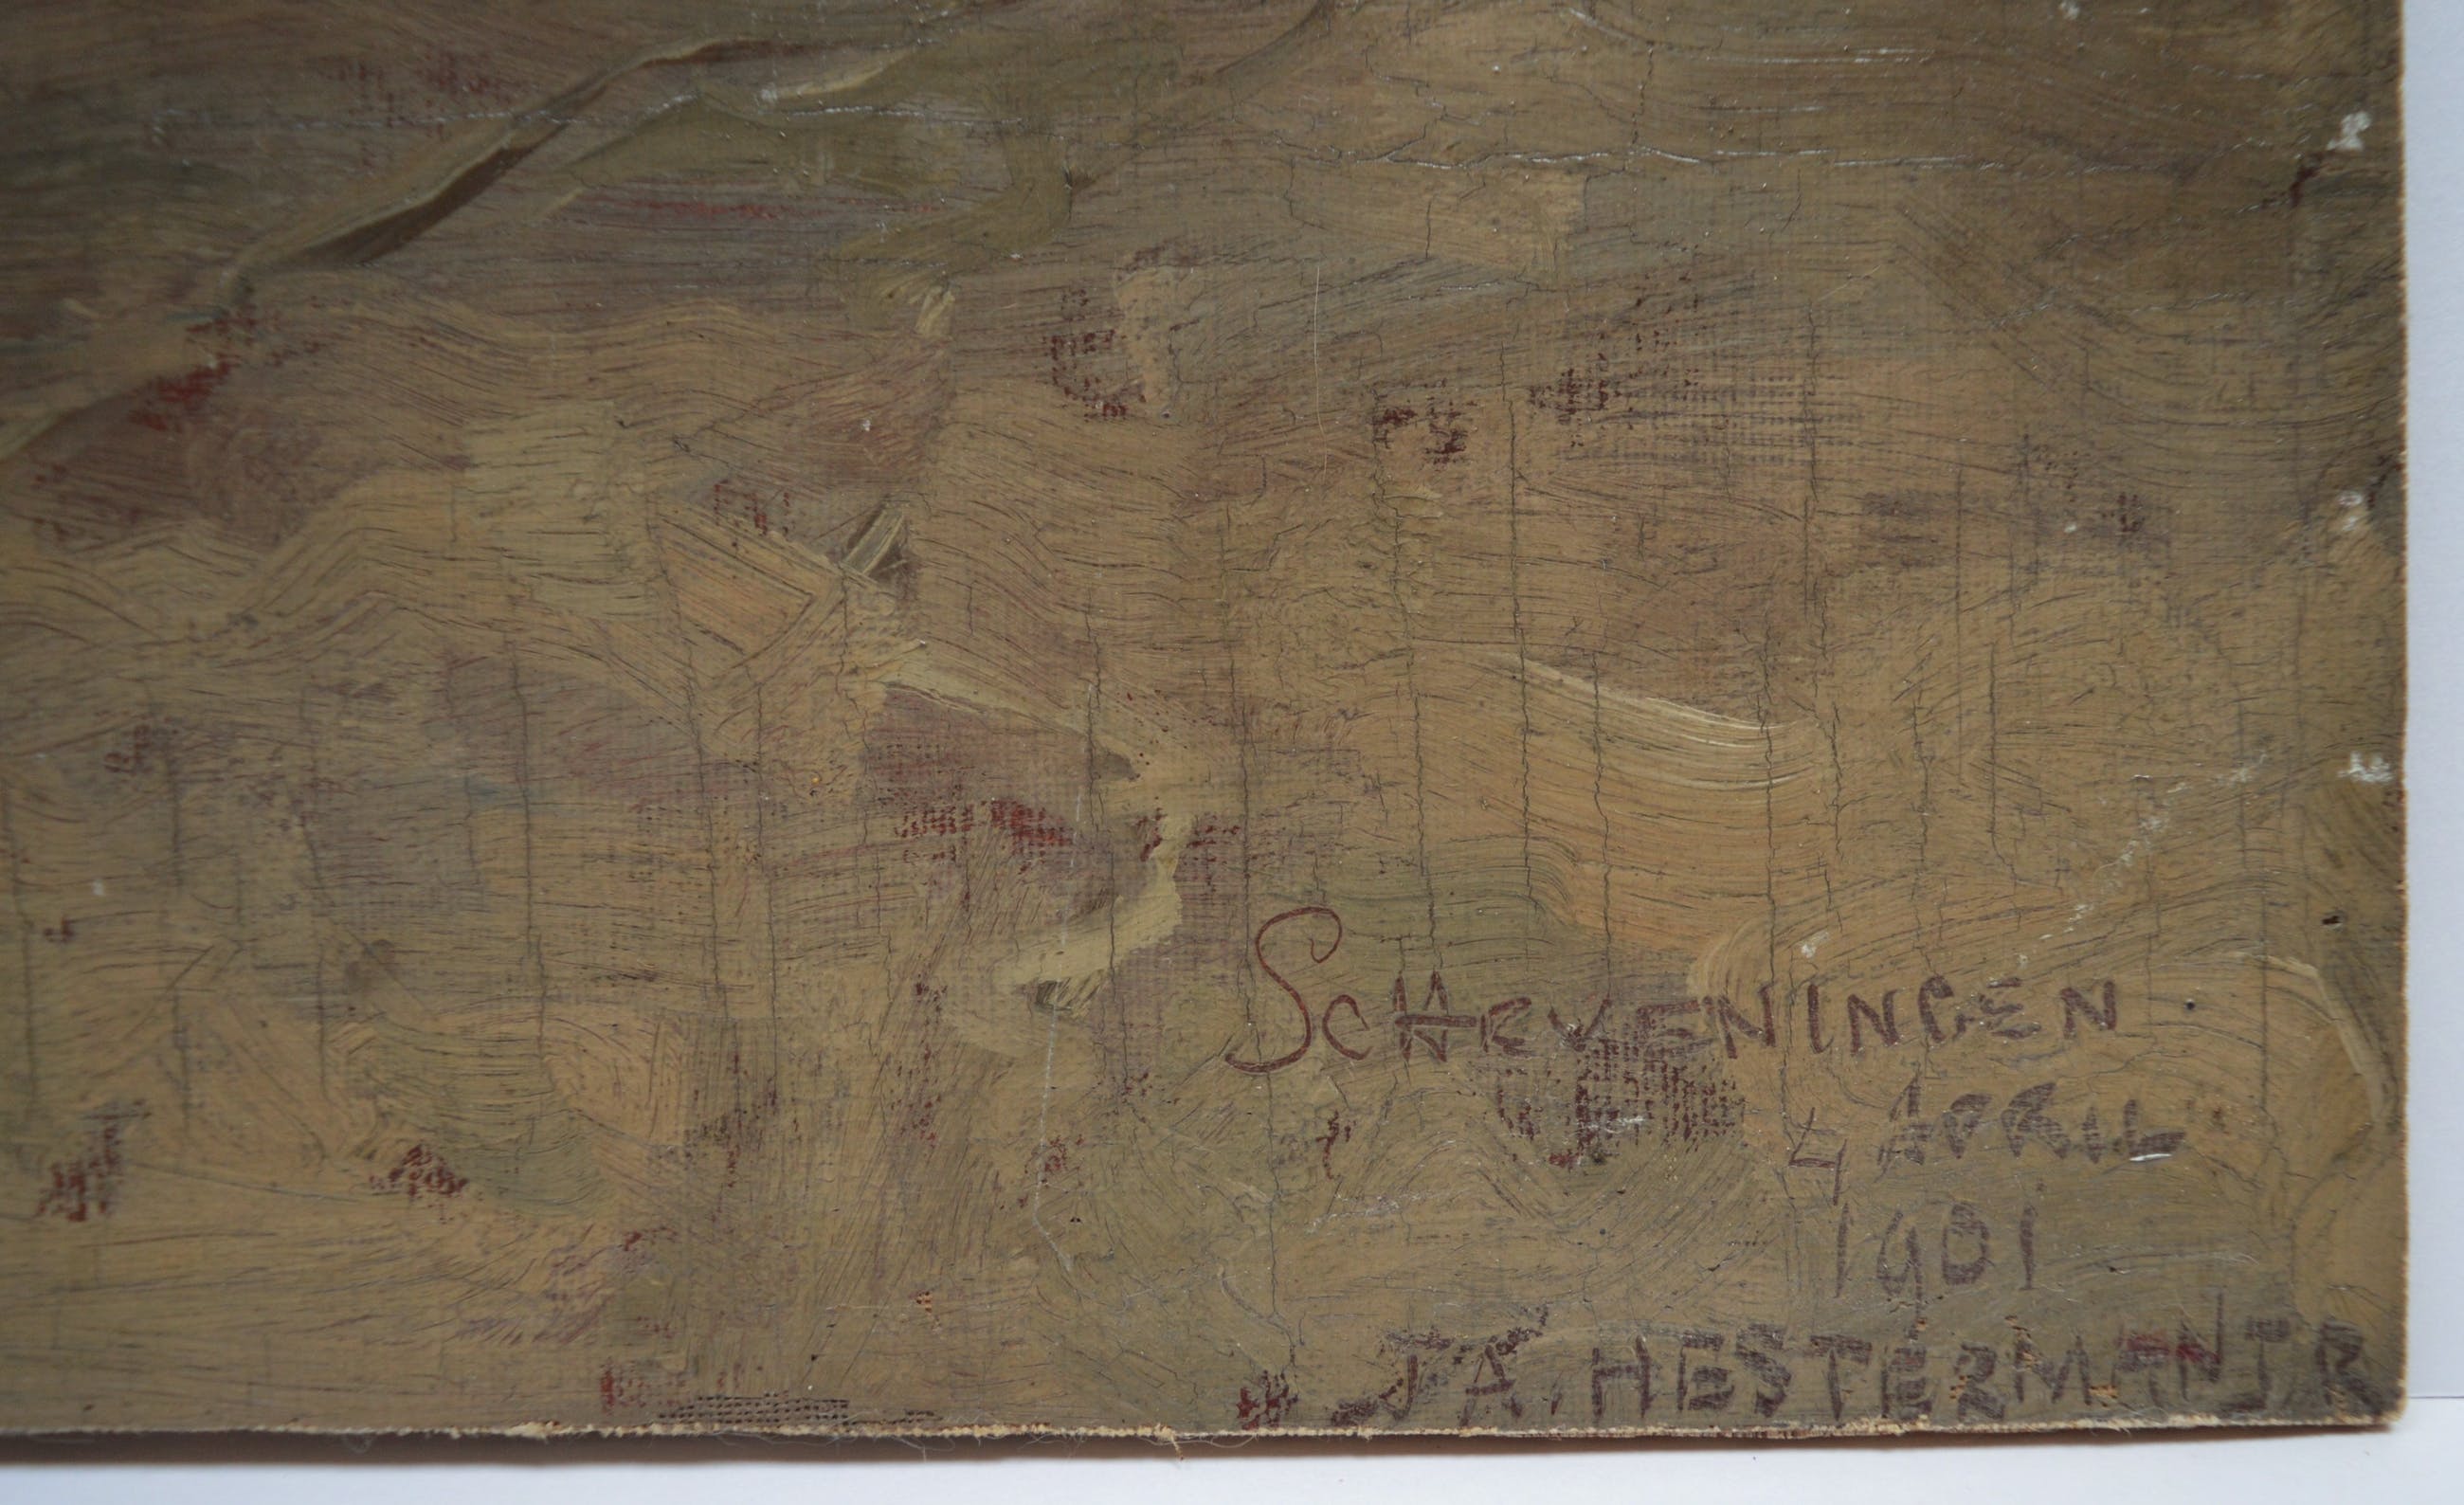 SCHEVENINGEN
4 APRIL
1901
J.A. HESTERMAN JR